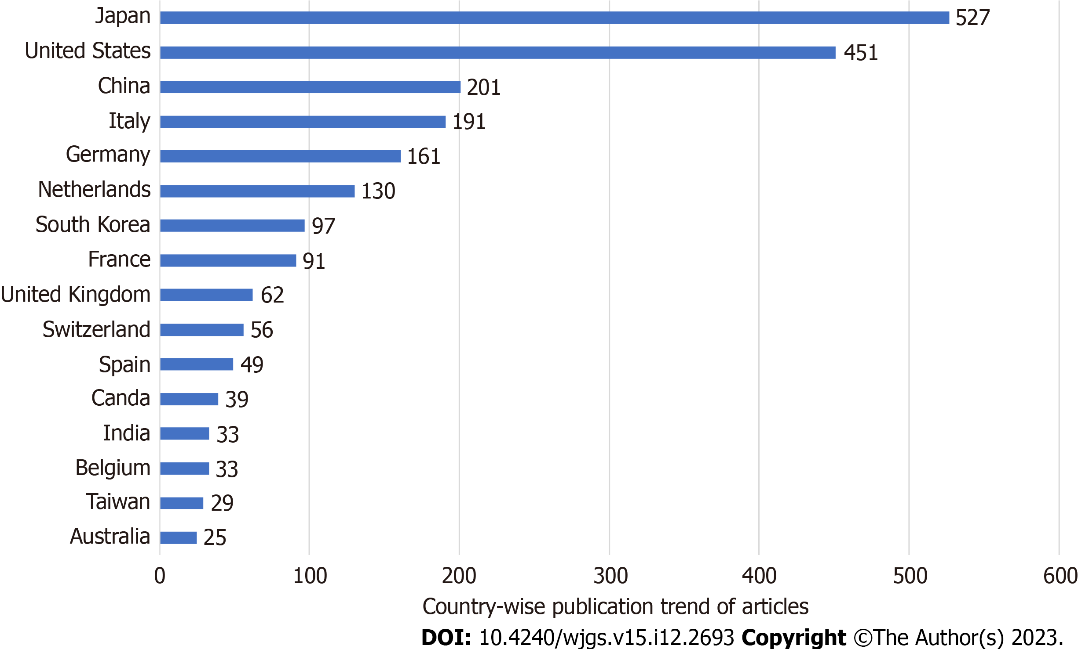 Japan 527
United States 451
China 201
Italy 191
Germany 161
Netherlands 130
South Korea 97
France 91
United Kingdom 62
Switzerland 56
Spain 49
Canda 39
India 33
Belgium 33
Taiwan 29
Australia 25
0 100 200 300 400 500 600
Country-wise publication trend of articles
DOI: 10.4240/wjgs.v15.i12.2693 Copyright ©The Author(s) 2023.